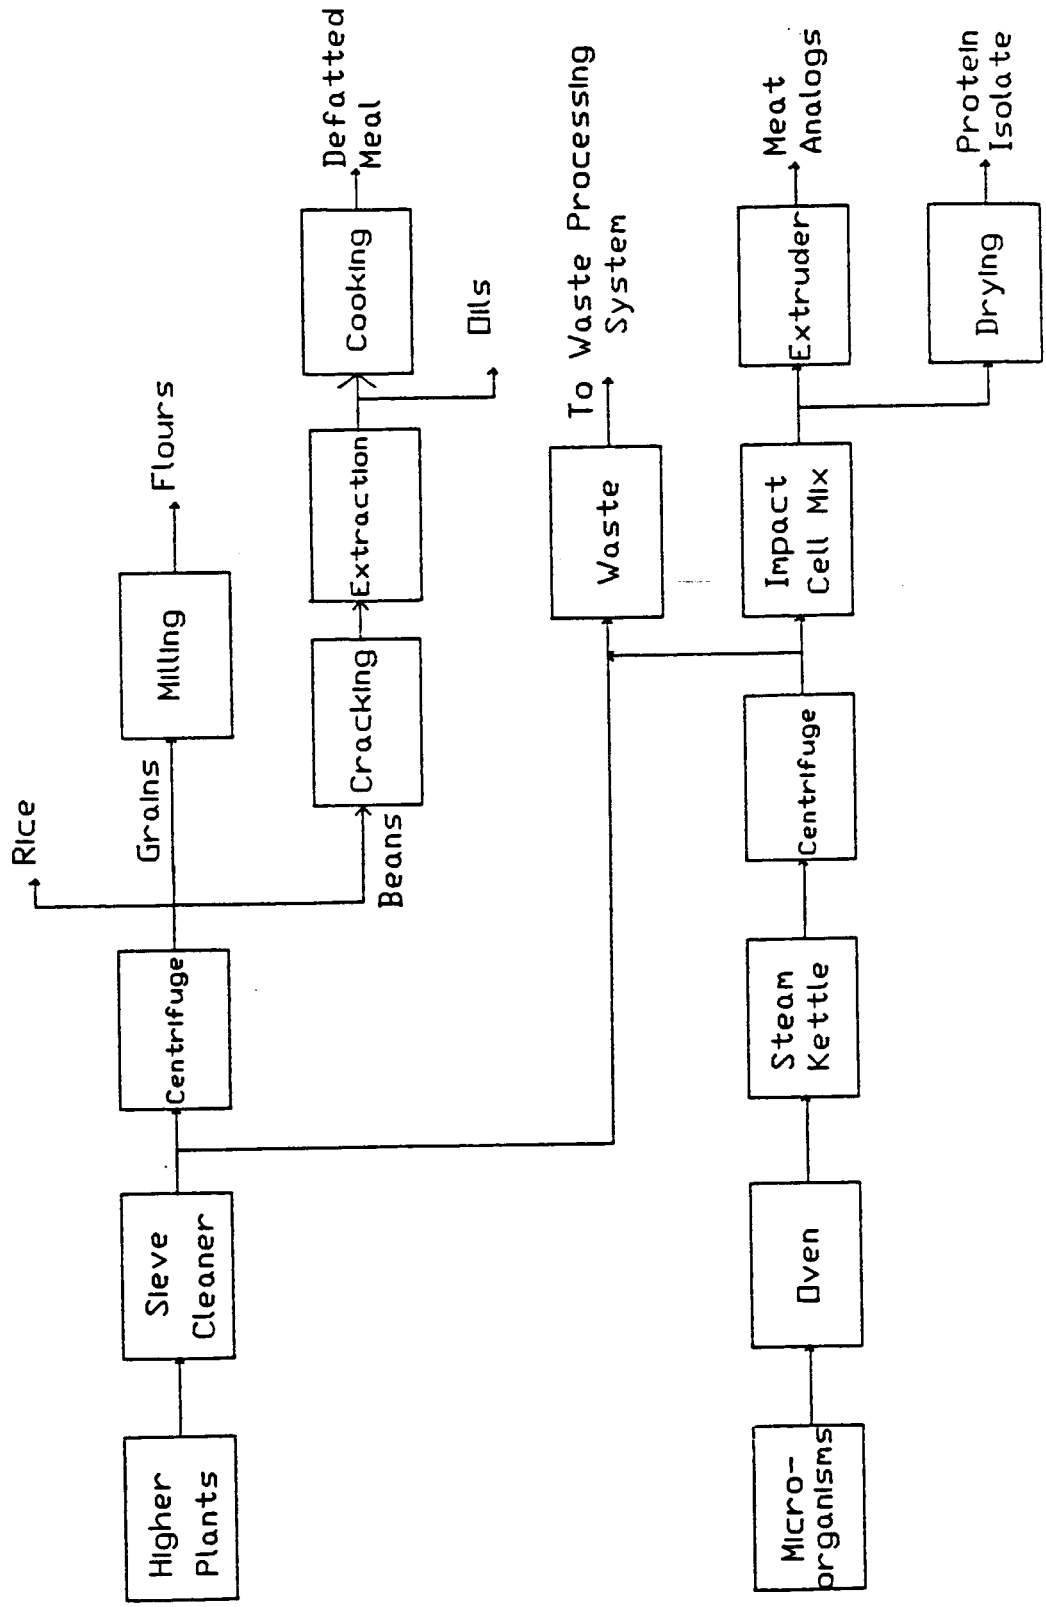 Higher
Plants
Sieve
Cleaner
Centrifuge
Rice
Grains
Milling
Flours
Beans
Cracking
Extraction
Cooking
Defatted
Meal
Oils
Waste
To Waste Processing
System
Micro-
organisms
Oven
Steam
Kettle
Centrifuge
Impact
Cell Mix
Extruder
Meat
Analogs
Drying
Protein
Isolate